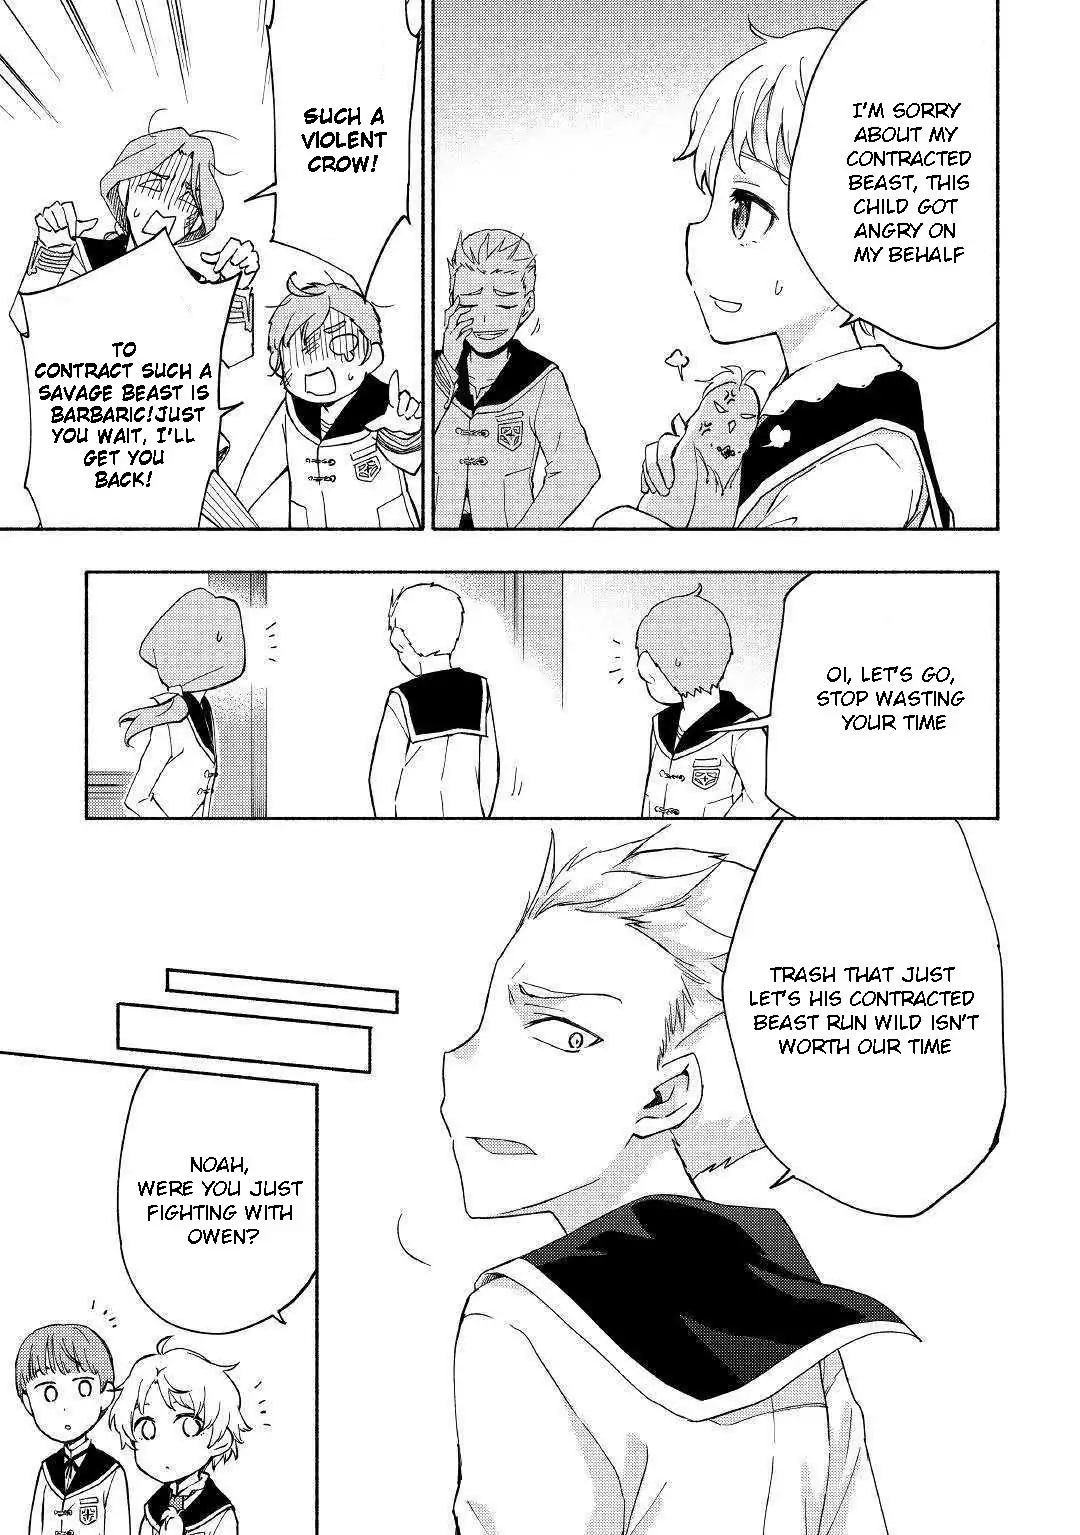 I'M SORRY
ABOUT MY
CONTRACTED
BEAST, THIS
CHILD GOT
ANGRY ON
MY BEHALF
SUCH A
VIOLENT
CROW!
TO
CONTRACT SUCH A
SAVAGE BEAST IS
BARBARIC!JUST
YOU WAIT, I'LL
GET YOU
BACK!
OI, LET'S GO,
STOP WASTING
YOUR TIME
TRASH THAT JUST
LET'S HIS CONTRACTED
BEAST RUN WILD ISN'T
WORTH OUR TIME
NOAH,
WERE YOU JUST
FIGHTING WITH
OWEN?